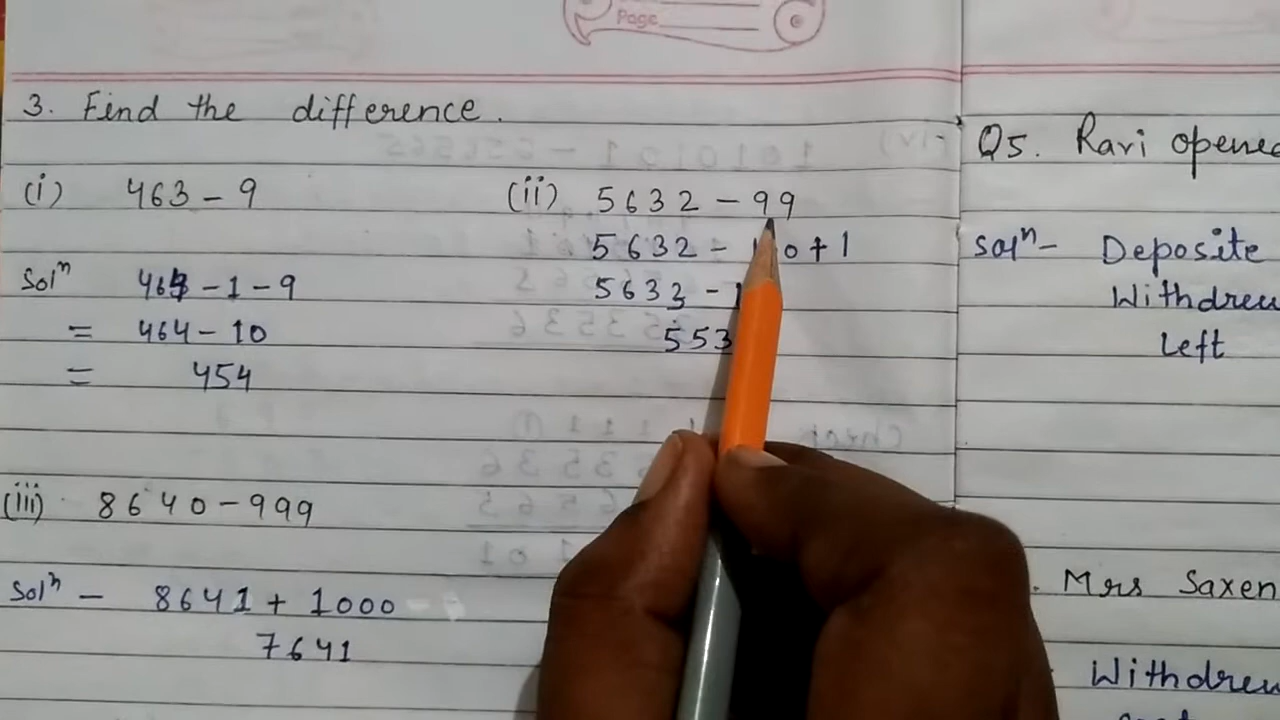 Page
3. Find the difference.
(i) 463 - 9
Solⁿ 464 - 1 - 9
= 464 - 10
= 454
(ii) 5632 - 99
5632 - 100 + 1
5633 - 1
553
(iii) 8640 - 999
Solⁿ - 8641 + 1000
7641
Q5. Ravi opened
Solⁿ - Deposite
Withdrew
Left
. Mrs Saxen
Withdrew